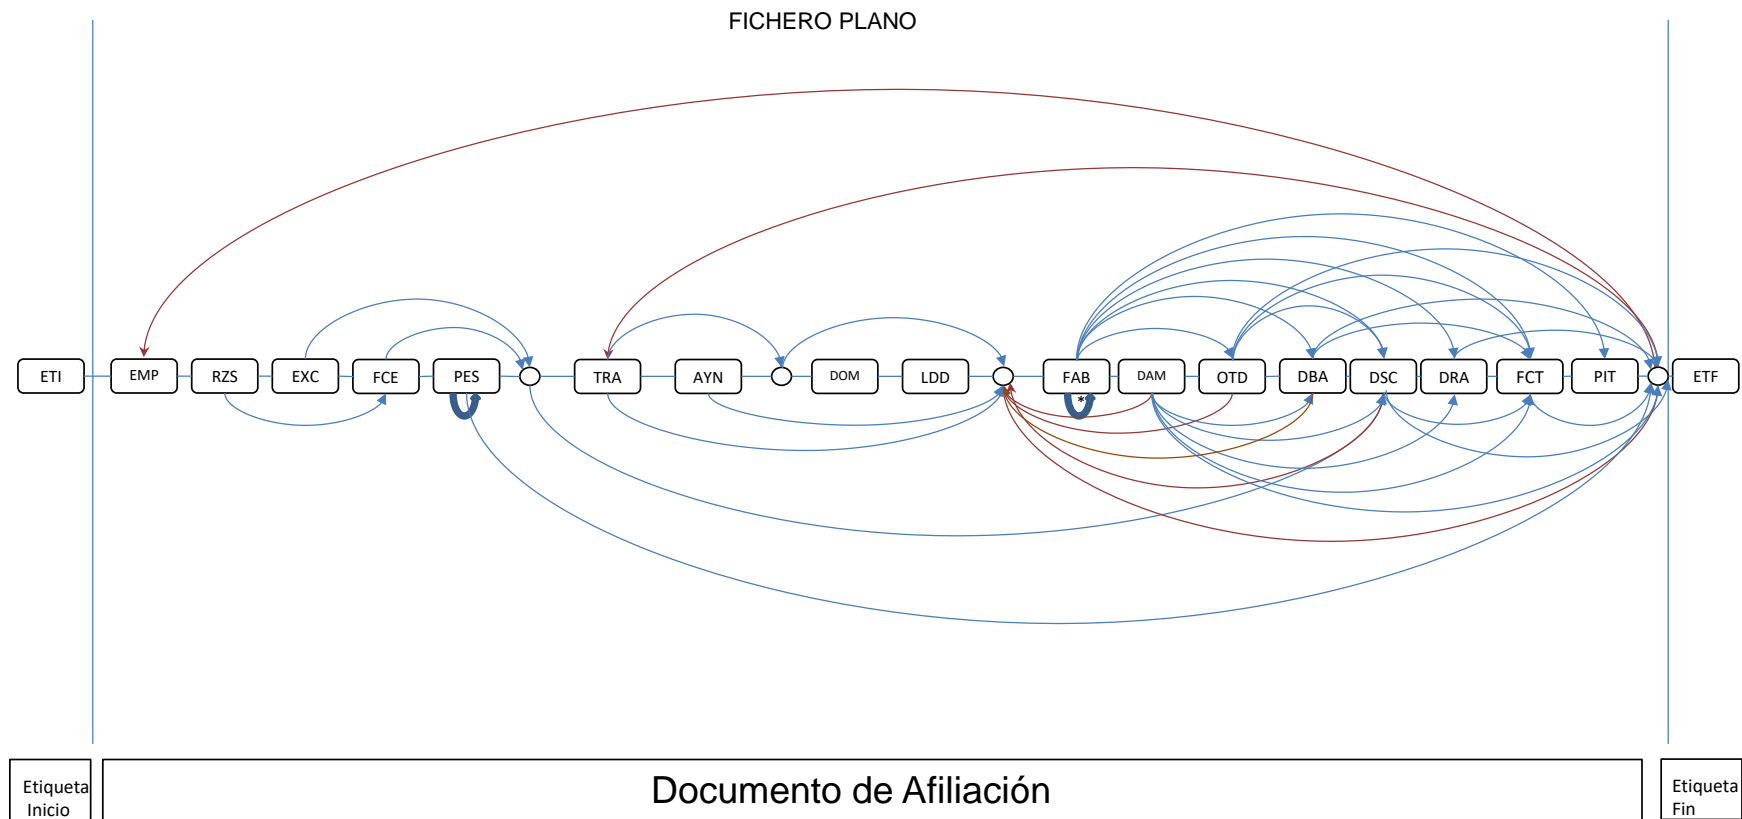 FICHERO PLANO
ETI
EMP
RZS
EXC
FCE
PES
TRA
AYN
DOM
LDD
FAB
DAM
OTD
DBA
DSC
DRA
FCT
PIT
ETF
*
Etiqueta
Inicio
Documento de Afiliación
Etiqueta
Fin